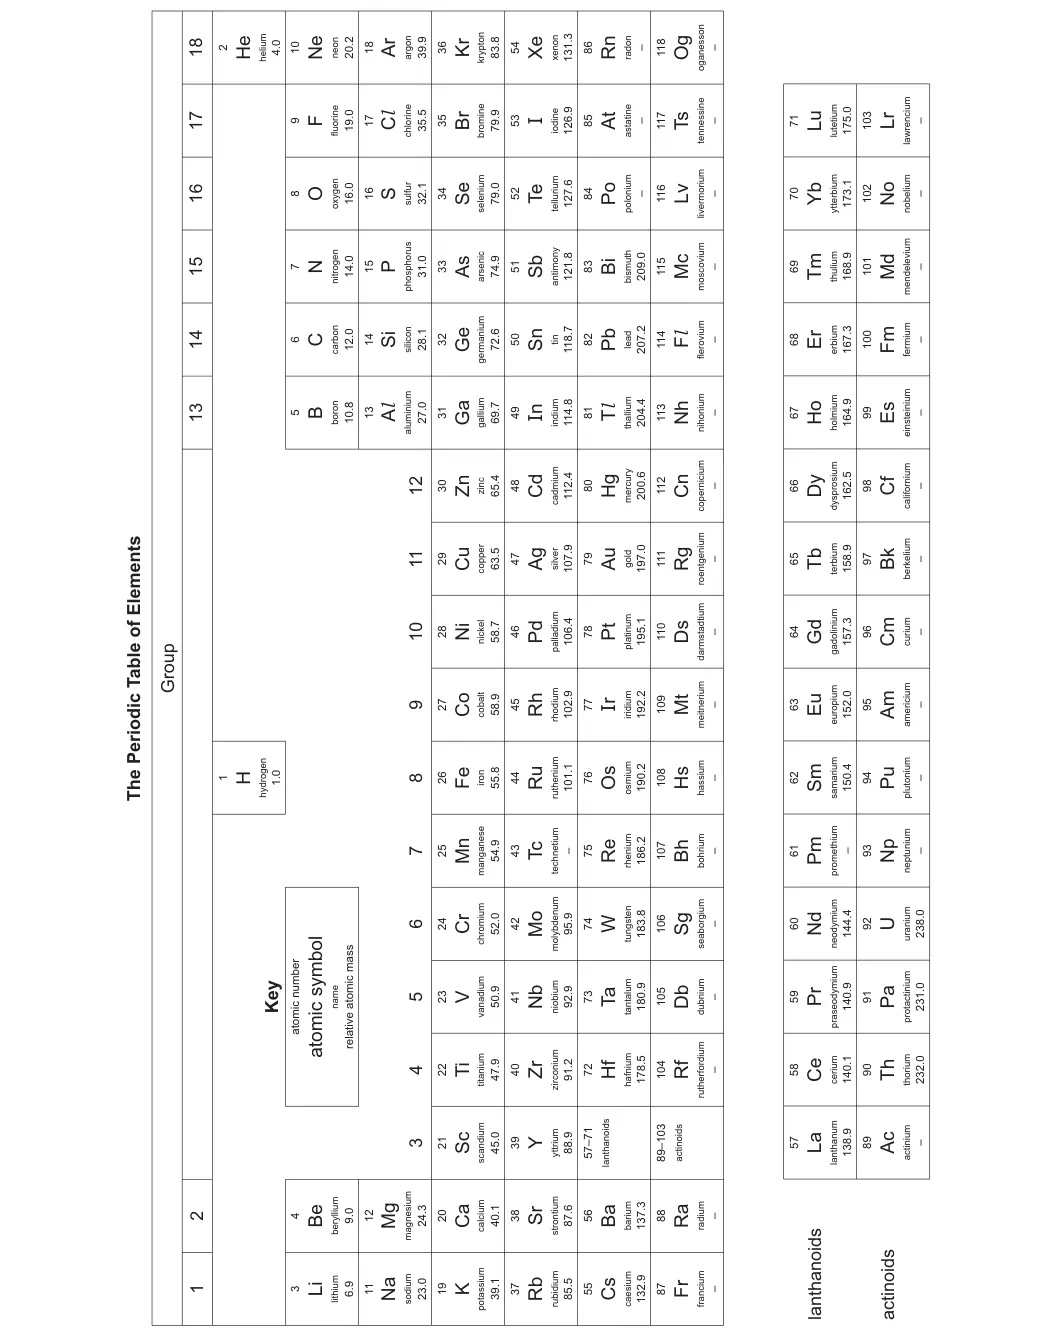 The Periodic Table of Elements
Group
1 2 3 4 5 6 7 8 9 10 11 12 13 14 15 16 17 18
Key
atomic number
atomic symbol
name
relative atomic mass
1 2
H He
hydrogen helium
1.0 4.0
3 4 5 6 7 8 9 10
Li Be B C N O F Ne
lithium beryllium boron carbon nitrogen oxygen fluorine neon
6.9 9.0 10.8 12.0 14.0 16.0 19.0 20.2
11 12 13 14 15 16 17 18
Na Mg Al Si P S Cl Ar
sodium magnesium aluminium silicon phosphorus sulfur chlorine argon
23.0 24.3 27.0 28.1 31.0 32.1 35.5 39.9
19 20 21 22 23 24 25 26 27 28 29 30 31 32 33 34 35 36
K Ca Sc Ti V Cr Mn Fe Co Ni Cu Zn Ga Ge As Se Br Kr
potassium calcium scandium titanium vanadium chromium manganese iron cobalt nickel copper zinc gallium germanium arsenic selenium bromine krypton
39.1 40.1 45.0 47.9 50.9 52.0 54.9 55.8 58.9 58.7 63.5 65.4 69.7 72.6 74.9 79.0 79.9 83.8
37 38 39 40 41 42 43 44 45 46 47 48 49 50 51 52 53 54
Rb Sr Y Zr Nb Mo Tc Ru Rh Pd Ag Cd In Sn Sb Te I Xe
rubidium strontium yttrium zirconium niobium molybdenum technetium ruthenium rhodium palladium silver cadmium indium tin antimony tellurium iodine xenon
85.5 87.6 88.9 91.2 92.9 95.9 – 101.1 102.9 106.4 107.9 112.4 114.8 118.7 121.8 127.6 126.9 131.3
55 56 57–71 72 73 74 75 76 77 78 79 80 81 82 83 84 85 86
Cs Ba lanthanoids Hf Ta W Re Os Ir Pt Au Hg Tl Pb Bi Po At Rn
caesium barium hafnium tantalum tungsten rhenium osmium iridium platinum gold mercury thallium lead bismuth polonium astatine radon
132.9 137.3 178.5 180.9 183.8 186.2 190.2 192.2 195.1 197.0 200.6 204.4 207.2 209.0 – – –
87 88 89–103 104 105 106 107 108 109 110 111 112 113 114 115 116 117 118
Fr Ra actinoids Rf Db Sg Bh Hs Mt Ds Rg Cn Nh Fl Mc Lv Ts Og
francium radium rutherfordium dubnium seaborgium bohrium hassium meitnerium darmstadtium roentgenium copernicium nihonium flerovium moscovium livermorium tennessine oganesson
– – – – – – – – – – – – – – – – –
lanthanoids
57 58 59 60 61 62 63 64 65 66 67 68 69 70 71
La Ce Pr Nd Pm Sm Eu Gd Tb Dy Ho Er Tm Yb Lu
lanthanum cerium praseodymium neodymium promethium samarium europium gadolinium terbium dysprosium holmium erbium thulium ytterbium lutetium
138.9 140.1 140.9 144.4 – 150.4 152.0 157.3 158.9 162.5 164.9 167.3 168.9 173.1 175.0
actinoids
89 90 91 92 93 94 95 96 97 98 99 100 101 102 103
Ac Th Pa U Np Pu Am Cm Bk Cf Es Fm Md No Lr
actinium thorium protactinium uranium neptunium plutonium americium curium berkelium californium einsteinium fermium mendelevium nobelium lawrencium
– 232.0 231.0 238.0 – – – – – – – – – – –